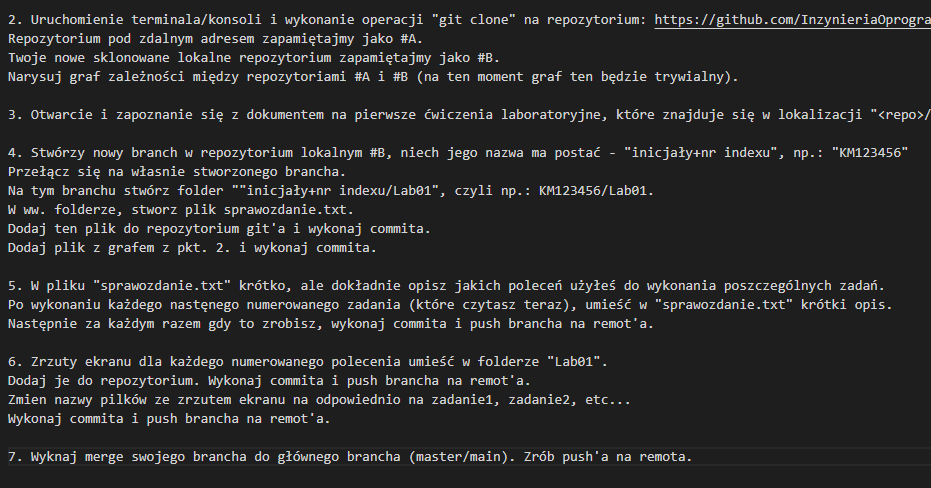 2. Uruchomienie terminala/konsoli i wykonanie operacji "git clone" na repozytorium: https://github.com/InzynieriaOprogra
Repozytorium pod zdalnym adresem zapamiętajmy jako #A.
Twoje nowe sklonowane lokalne repozytorium zapamiętajmy jako #B.
Narysuj graf zależności między repozytoriami #A i #B (na ten moment graf ten będzie trywialny).
3. Otwarcie i zapoznanie się z dokumentem na pierwsze ćwiczenia laboratoryjne, które znajduje się w lokalizacji "<repo>/
4. Stwórzy nowy branch w repozytorium lokalnym #B, niech jego nazwa ma postać - "inicjały+nr indexu", np.: "KM123456"
Przełącz się na własnie stworzonego brancha.
Na tym branchu stwórz folder ""inicjały+nr indexu/Lab01", czyli np.: KM123456/Lab01.
W ww. folderze, stworz plik sprawozdanie.txt.
Dodaj ten plik do repozytorium git'a i wykonaj commita.
Dodaj plik z grafem z pkt. 2. i wykonaj commita.
5. W pliku "sprawozdanie.txt" krótko, ale dokładnie opisz jakich poleceń użyłeś do wykonania poszczególnych zadań.
Po wykonaniu każdego nastęnego numerowanego zadania (które czytasz teraz), umieść w "sprawozdanie.txt" krótki opis.
Następnie za każdym razem gdy to zrobisz, wykonaj commita i push brancha na remot'a.
6. Zrzuty ekranu dla każdego numerowanego polecenia umieść w folderze "Lab01".
Dodaj je do repozytorium. Wykonaj commita i push brancha na remot'a.
Zmien nazwy pilków ze zrzutem ekranu na odpowiednio na zadanie1, zadanie2, etc...
Wykonaj commita i push brancha na remot'a.
7. Wyknaj merge swojego brancha do głównego brancha (master/main). Zrób push'a na remota.